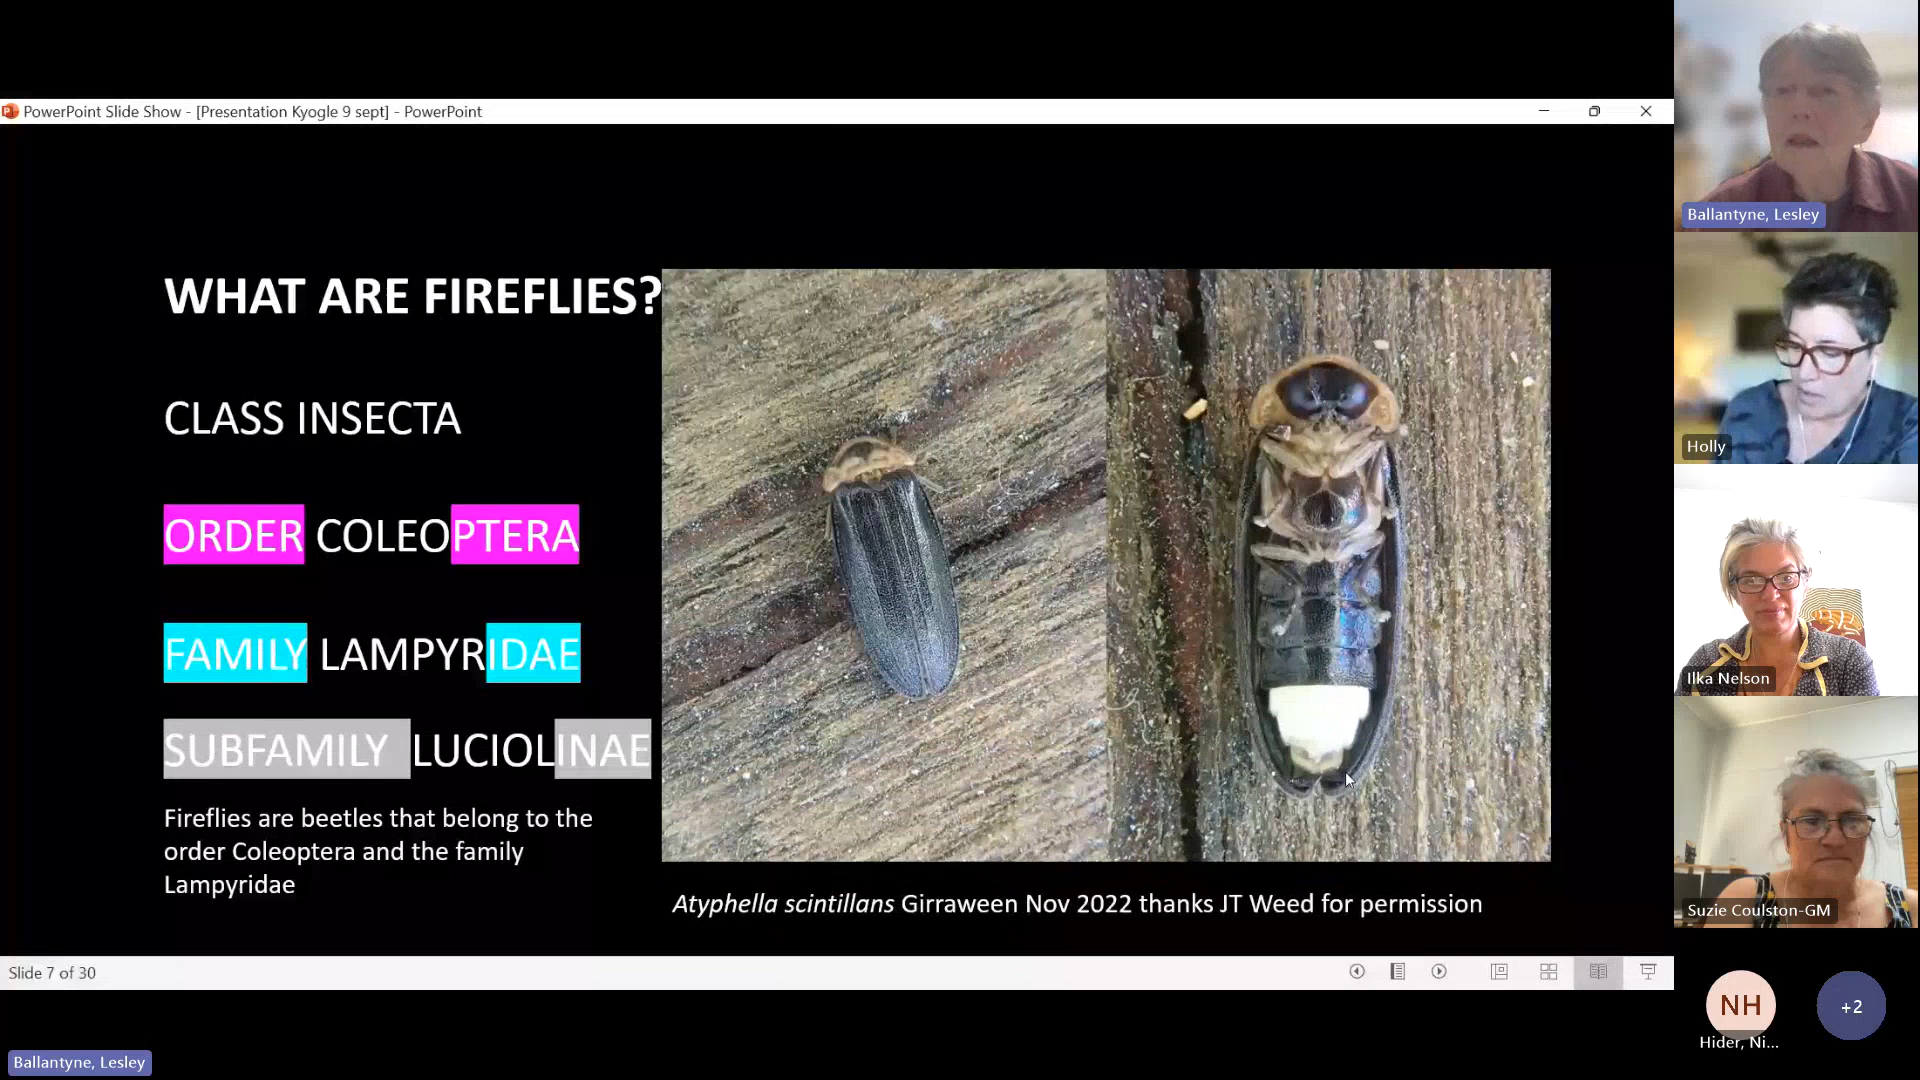 PowerPoint Slide Show - [Presentation Kyogle 9 sept] - PowerPoint
WHAT ARE FIREFLIES?
CLASS INSECTA
ORDER COLEOPTERA
FAMILY LAMPYRIDAE
SUBFAMILY LUCIOLINAE
Fireflies are beetles that belong to the
order Coleoptera and the family
Lampyridae
Atyphella scintillans Girraween Nov 2022 thanks JT Weed for permission
Slide 7 of 30
Ballantyne, Lesley
Ballantyne, Lesley
Holly
Ilka Nelson
Suzie Coulston-GM
NH
Hider, Ni...
+2